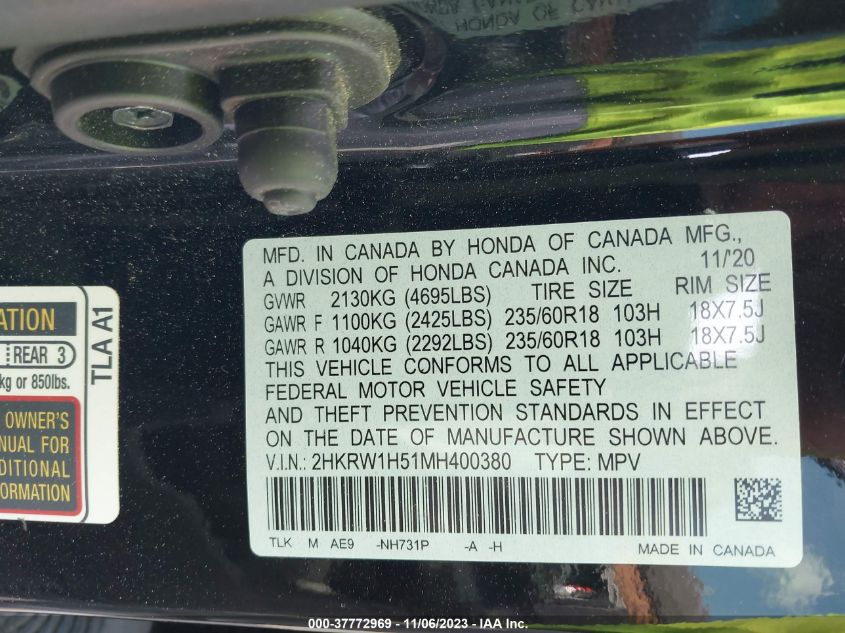 HONDA OF
MFD. IN CANADA BY HONDA OF CANADA MFG.,
A DIVISION OF HONDA CANADA INC. 11/'20
GVWR 2130KG (4695LBS) TIRE SIZE RIM SIZE
GAWR F 1100KG (2425LBS) 235/60R18 103H 18X7.5J
GAWR R 1040KG (2292LBS) 235/60R18 103H 18X7.5J
THIS VEHICLE CONFORMS TO ALL APPLICABLE
FEDERAL MOTOR VEHICLE SAFETY
AND THEFT PREVENTION STANDARDS IN EFFECT
ON THE DATE OF MANUFACTURE SHOWN ABOVE.
V.I.N.: 2HKRW1H51MH400380 TYPE: MPV
TLK M AE9 -NH731P -A -H MADE IN CANADA
ATION
REAR 3
kg or 850lbs.
OWNER'S
NUAL FOR
DITIONAL
FORMATION
TLA A1
000-37772969 - 11/06/2023 - IAA Inc.